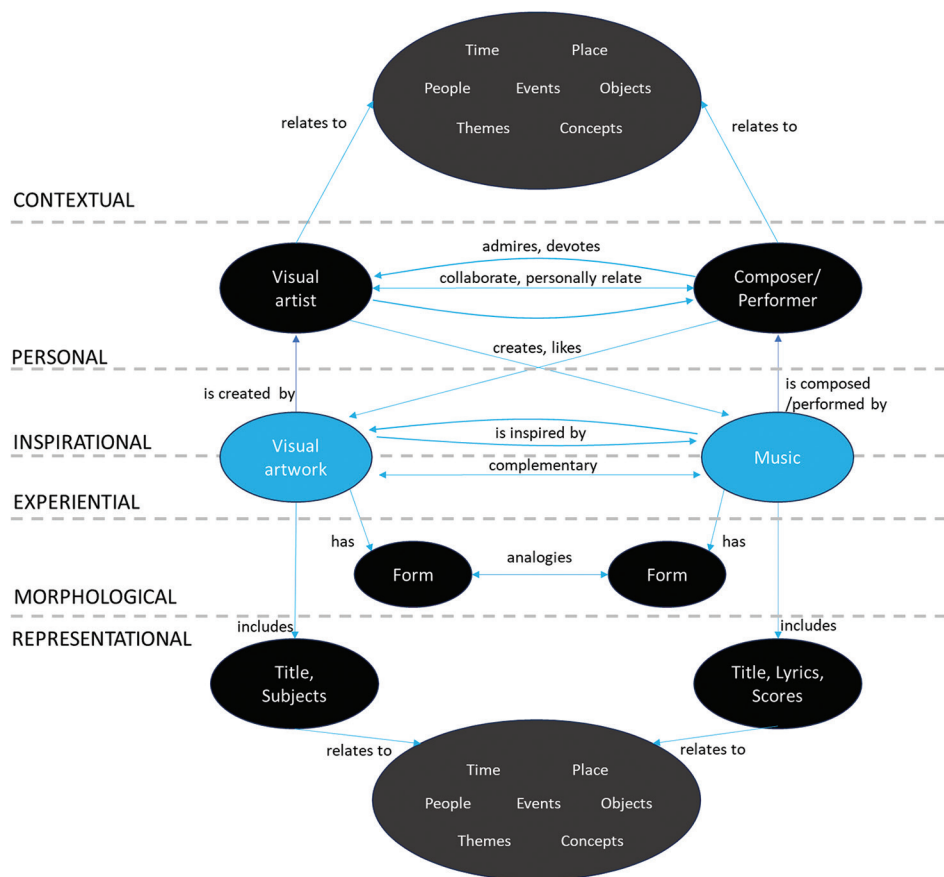 Time Place
People Events Objects
relates to
Themes Concepts
relates to
CONTEXTUAL
admires, devotes
Visual
artist
collaborate, personally relate
Composer/
Performer
creates, likes
PERSONAL
is created by
is composed
/performed by
INSPIRATIONAL
Visual
artwork
is inspired by
Music
complementary
EXPERIENTIAL
has
has
Form
analogies
Form
MORPHOLOGICAL
REPRESENTATIONAL
includes
includes
Title,
Subjects
Title, Lyrics,
Scores
relates to
relates to
Time Place
People Events Objects
Themes Concepts